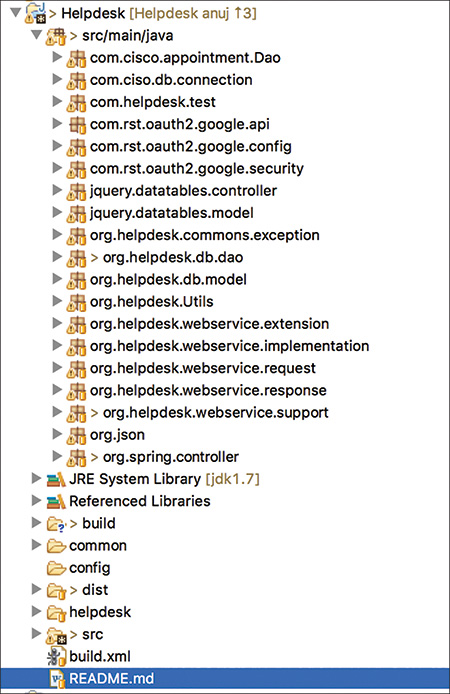 > Helpdesk [Helpdesk anuj ↑3]
> src/main/java
com.cisco.appointment.Dao
com.ciso.db.connection
com.helpdesk.test
com.rst.oauth2.google.api
com.rst.oauth2.google.config
com.rst.oauth2.google.security
jquery.datatables.controller
jquery.datatables.model
org.helpdesk.commons.exception
> org.helpdesk.db.dao
org.helpdesk.db.model
org.helpdesk.Utils
org.helpdesk.webservice.extension
org.helpdesk.webservice.implementation
org.helpdesk.webservice.request
org.helpdesk.webservice.response
> org.helpdesk.webservice.support
org.json
> org.spring.controller
JRE System Library [jdk1.7]
Referenced Libraries
> build
common
config
> dist
helpdesk
> src
build.xml
README.md